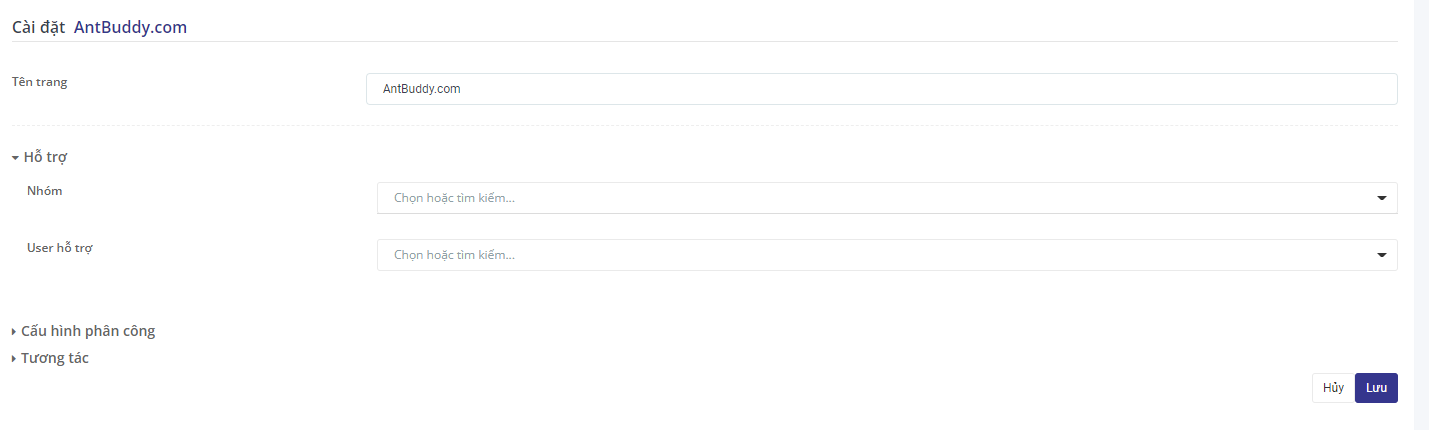 Cài đặt AntBuddy.com
Tên trang
AntBuddy.com
Hỗ trợ
Nhóm
Chọn hoặc tìm kiếm...
User hỗ trợ
Chọn hoặc tìm kiếm...
Cấu hình phân công
Tương tác
Hủy
Lưu